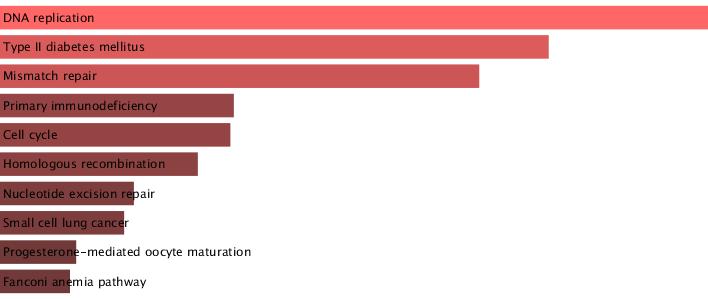 DNA replication
Type II diabetes mellitus
Mismatch repair
Primary immunodeficiency
Cell cycle
Homologous recombination
Nucleotide excision repair
Small cell lung cancer
Progesterone-mediated oocyte maturation
Fanconi anemia pathway